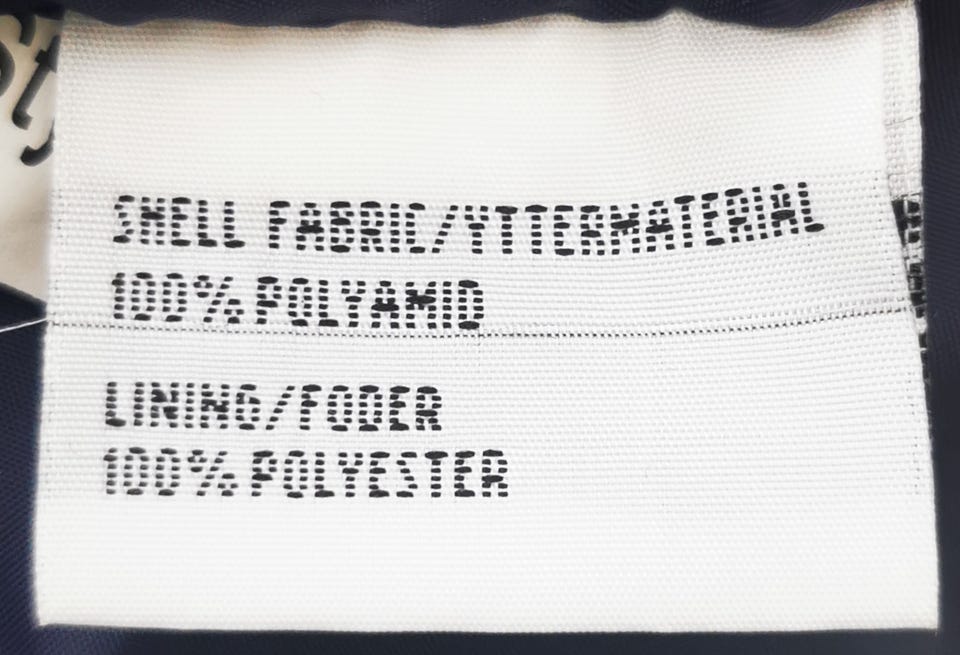 SHELL FABRIC/YTTERMATERIAL
100% POLYAMID
LINING/FODER
100% POLYESTER